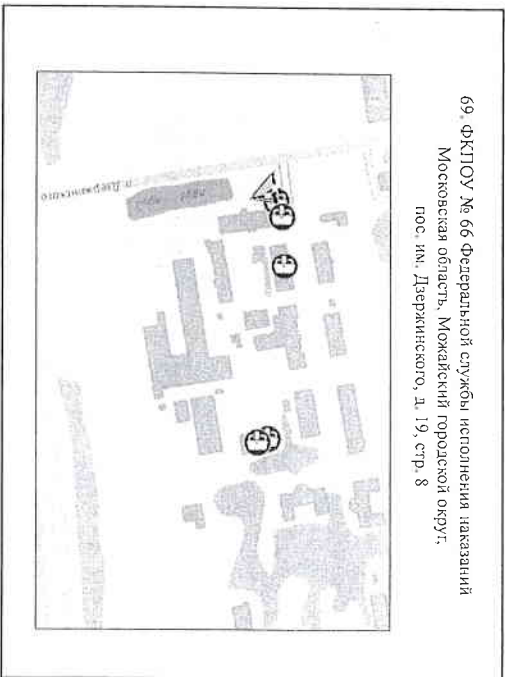 69. ФКПОУ № 66 Федеральной службы исполнения наказаний
Московская область, Можайский городской округ,
пос. им. Дзержинского, д. 19, стр. 8
п. Дзержинского